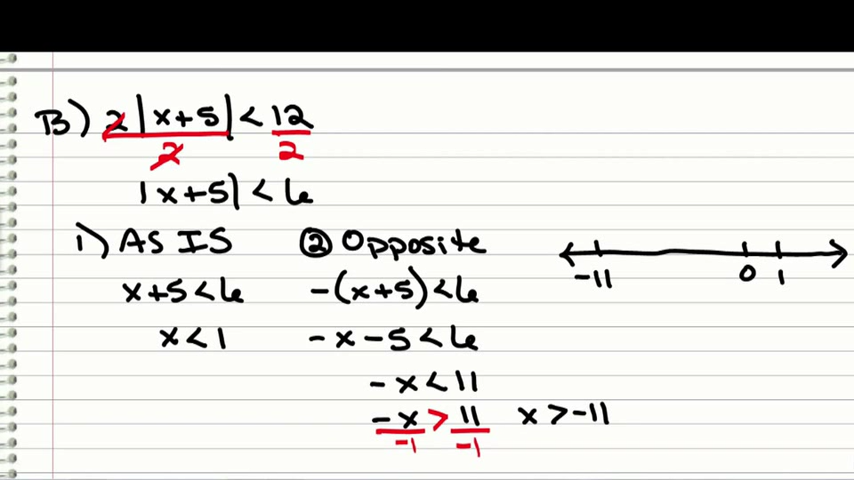 B) 2|x+5| < 12
2 2
|x+5| < 6
1) AS IS
x+5 < 6
x < 1
② Opposite
-(x+5) < 6
-x-5 < 6
-x < 11
-x > 11
-1 -1
x > -11
-11 0 1